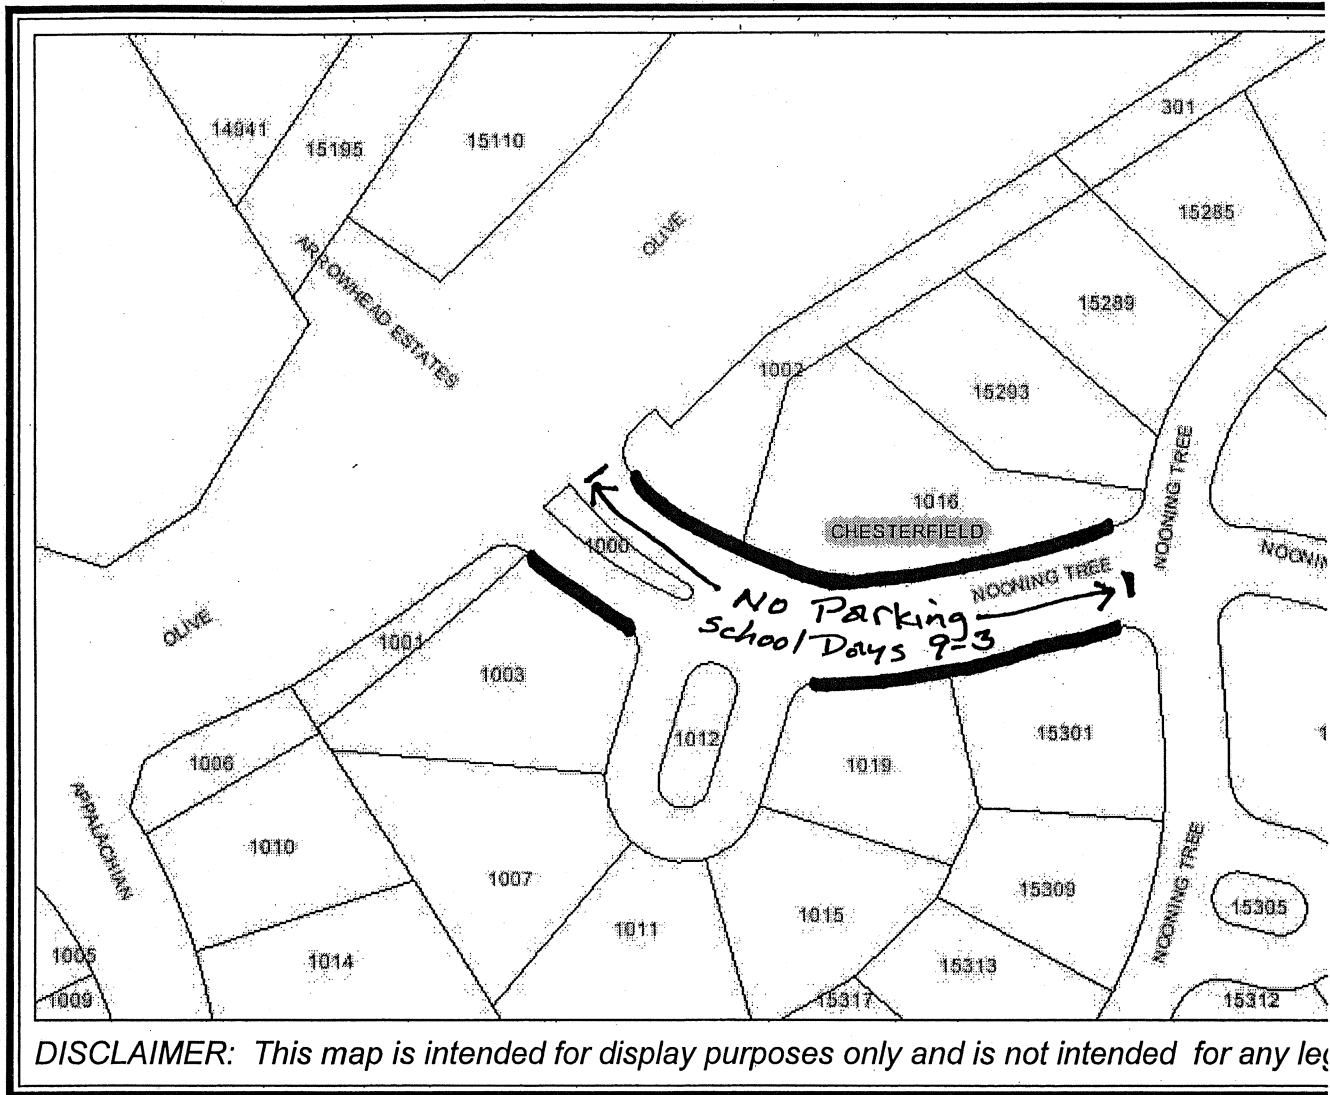 301
14941
15195
15110
15285
OLIVE
ARROWHEAD ESTATES
15289
1002
15293
NOONING TREE
1016
CHESTERFIELD
1000
NOONING TREE
No Parking
School Days 9-3
OLIVE
1001
1003
1012
1019
15301
1006
APPALACHIAN
1010
1007
1011
1015
15309
NOONING TREE
15305
1005
1014
15313
1009
15317
15312
DISCLAIMER: This map is intended for display purposes only and is not intended for any